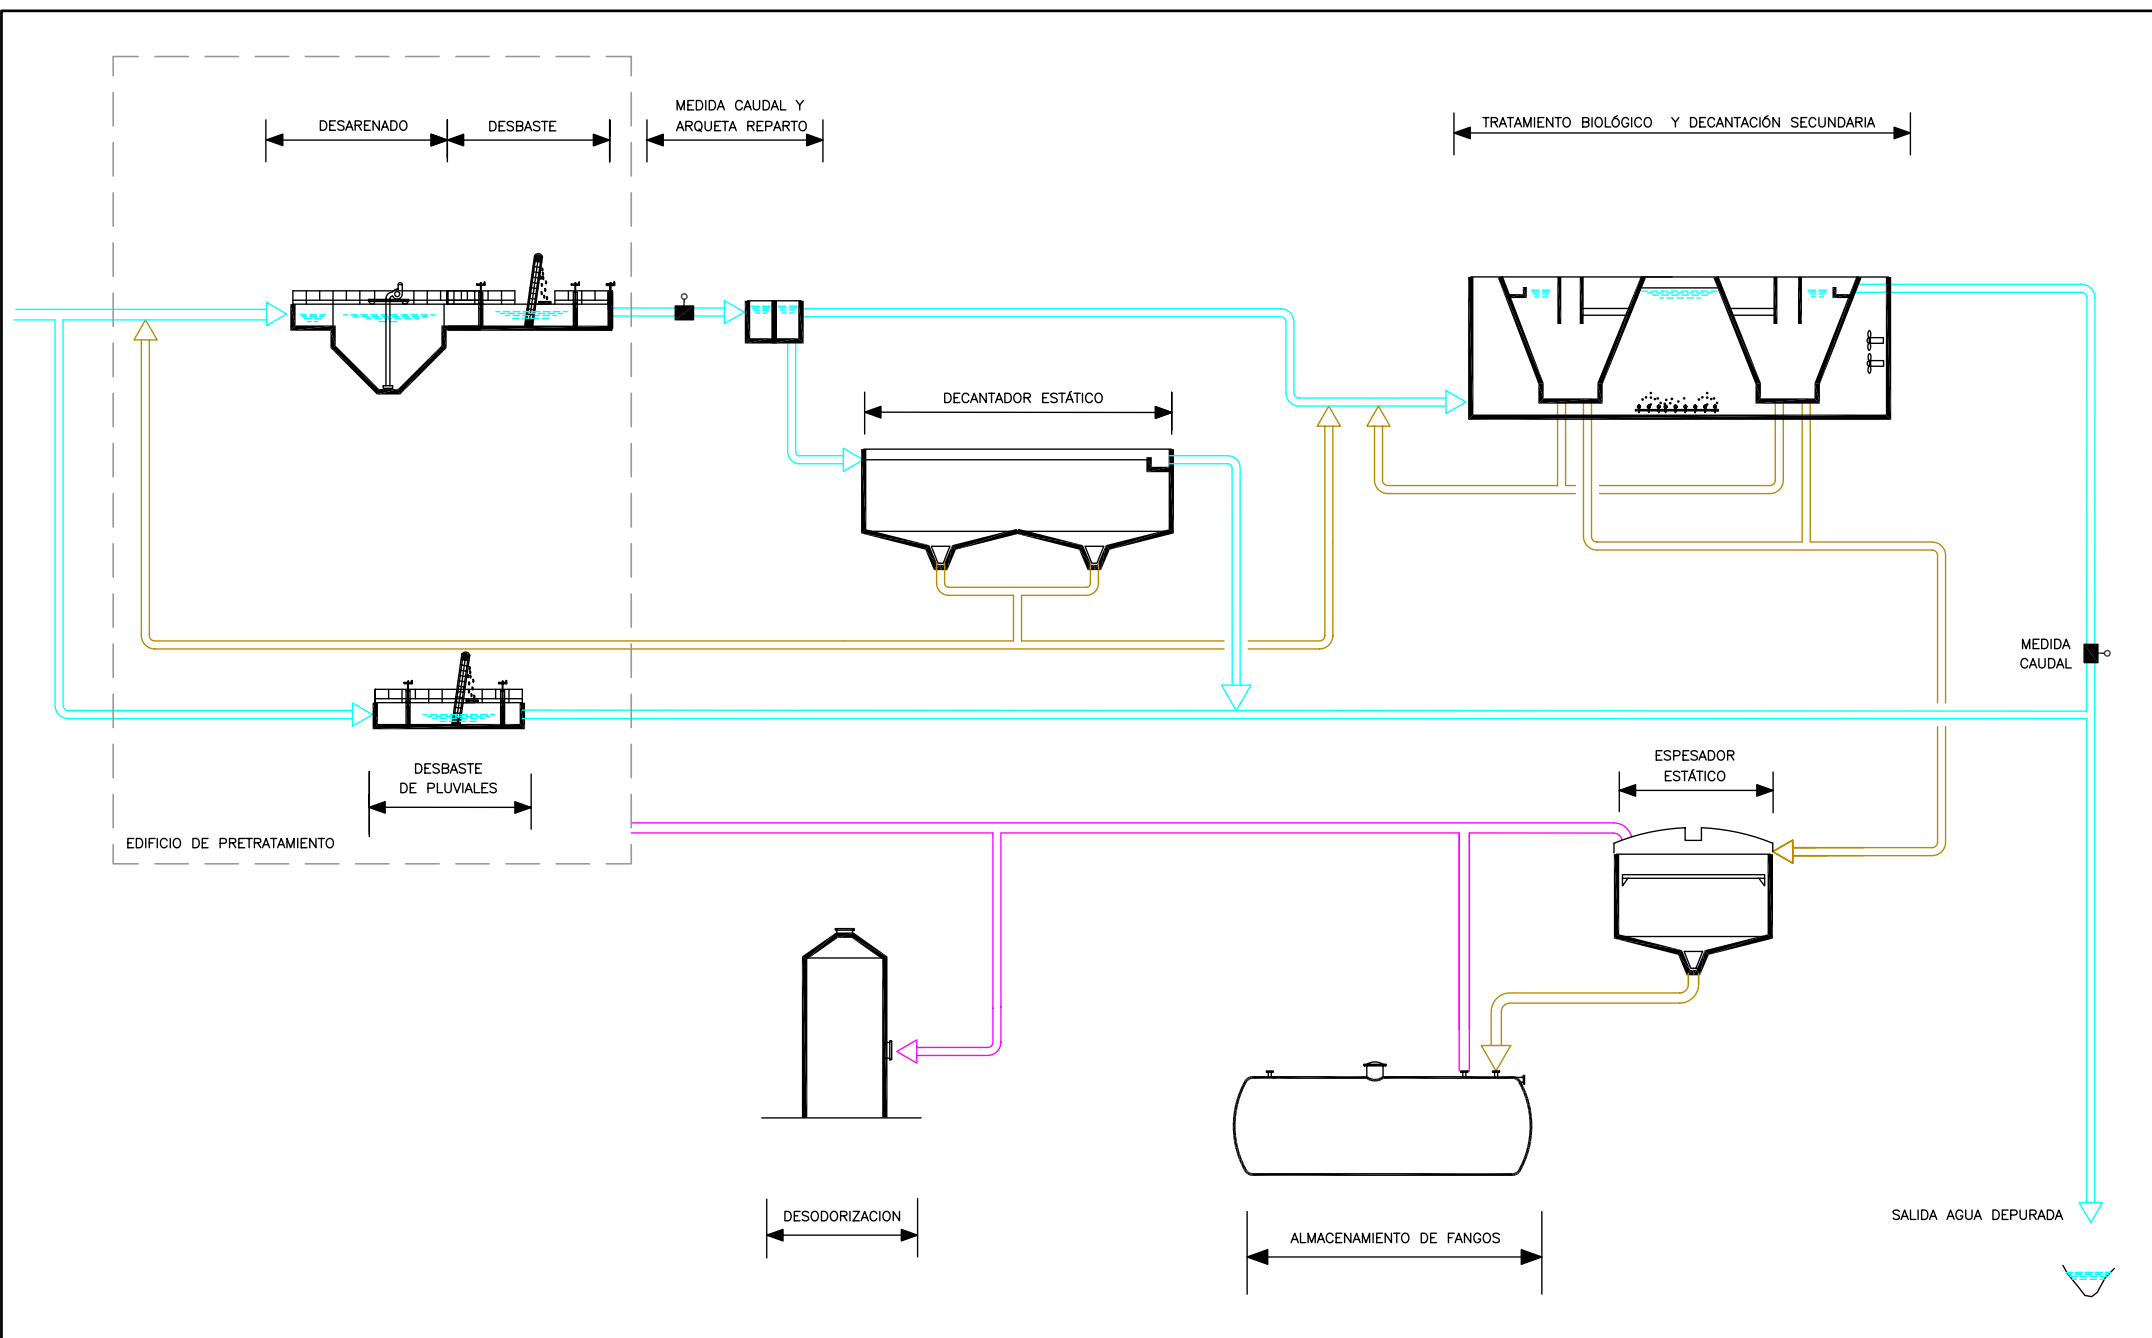 MEDIDA CAUDAL Y
ARQUETA REPARTO
DESARENADO
DESBASTE
TRATAMIENTO BIOLÓGICO Y DECANTACIÓN SECUNDARIA
DECANTADOR ESTÁTICO
MEDIDA
CAUDAL
DESBASTE
DE PLUVIALES
ESPESADOR
ESTÁTICO
EDIFICIO DE PRETRATAMIENTO
DESODORIZACION
ALMACENAMIENTO DE FANGOS
SALIDA AGUA DEPURADA